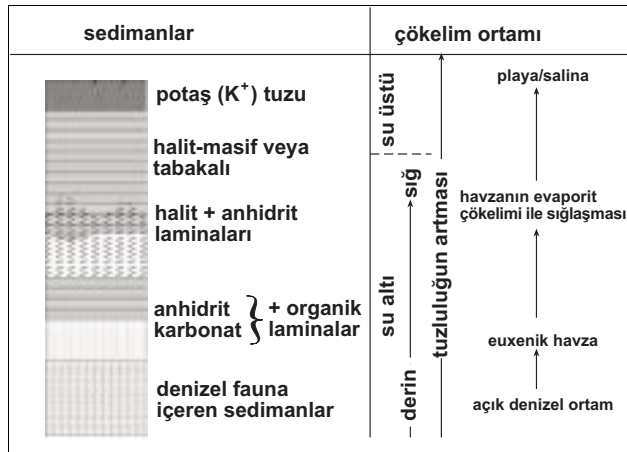 sedimanlar
çökelim ortamı
potaş (K+) tuzu
halit-masif veya
tabakalı
halit + anhidrit
laminaları
anhidrit
karbonat
+ organik
laminalar
denizel fauna
içeren sedimanlar
su üstü
su altı
sığ
derin
tuzluluğun artması
playa/salina
havzanın evaporit
çökelimi ile sığlaşması
euxenik havza
açık denizel ortam